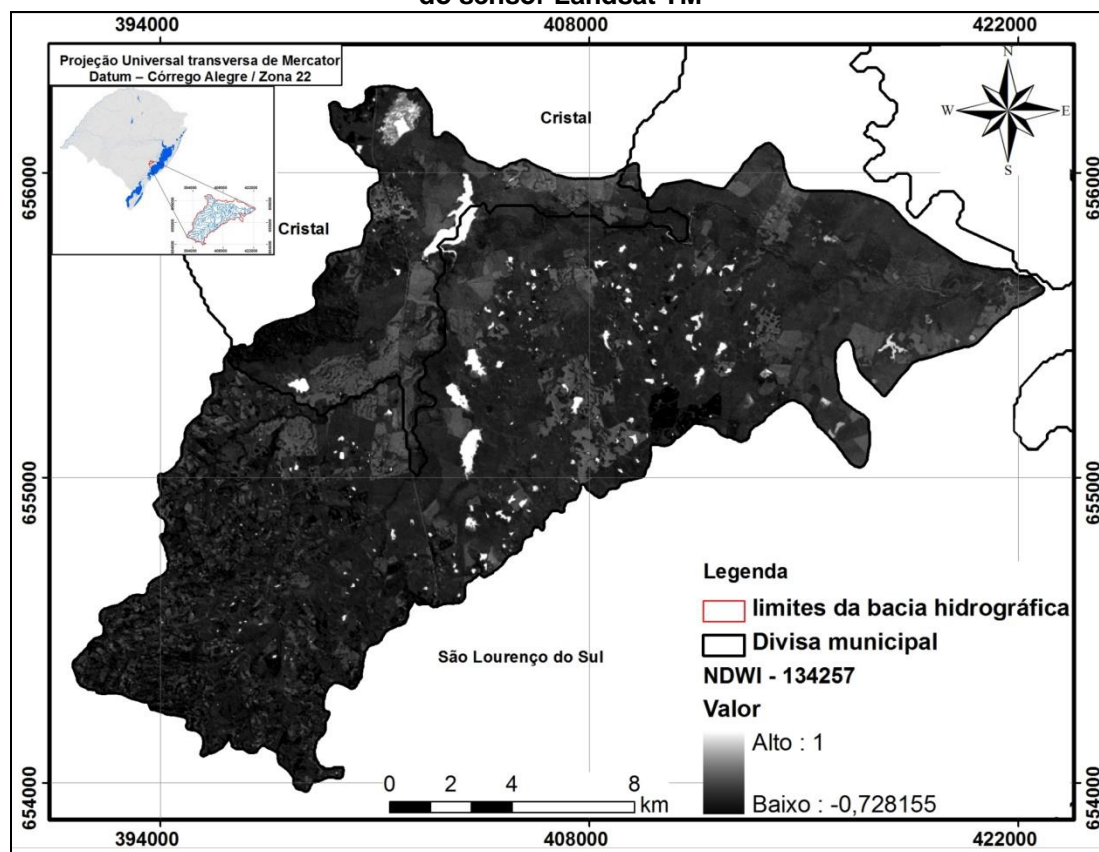 do sensor Landsat TM
394000
408000
422000
Projeção Universal transversa de Mercator
Datum – Córrego Alegre / Zona 22
N
W
E
S
Cristal
Cristal
656000
656000
655000
655000
654000
654000
São Lourenço do Sul
Legenda
limites da bacia hidrográfica
Divisa municipal
NDWI - 134257
Valor
Alto : 1
Baixo : -0,728155
0 2 4 8
km
394000
408000
422000